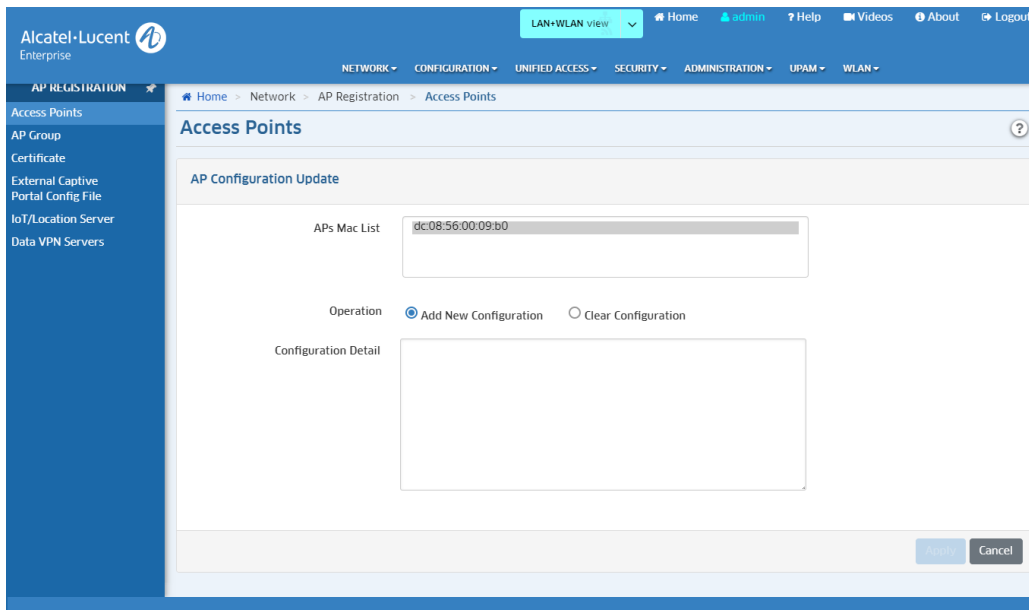 LAN+WLAN view
Home
admin
? Help
Videos
About
Logout
Alcatel·Lucent
Enterprise
NETWORK
CONFIGURATION
UNIFIED ACCESS
SECURITY
ADMINISTRATION
UPAM
WLAN
AP REGISTRATION
Access Points
AP Group
Certificate
External Captive
Portal Config File
IoT/Location Server
Data VPN Servers
Home > Network > AP Registration > Access Points
Access Points
?
AP Configuration Update
APs Mac List
dc:08:56:00:09:b0
Operation
Add New Configuration
Clear Configuration
Configuration Detail
Apply
Cancel